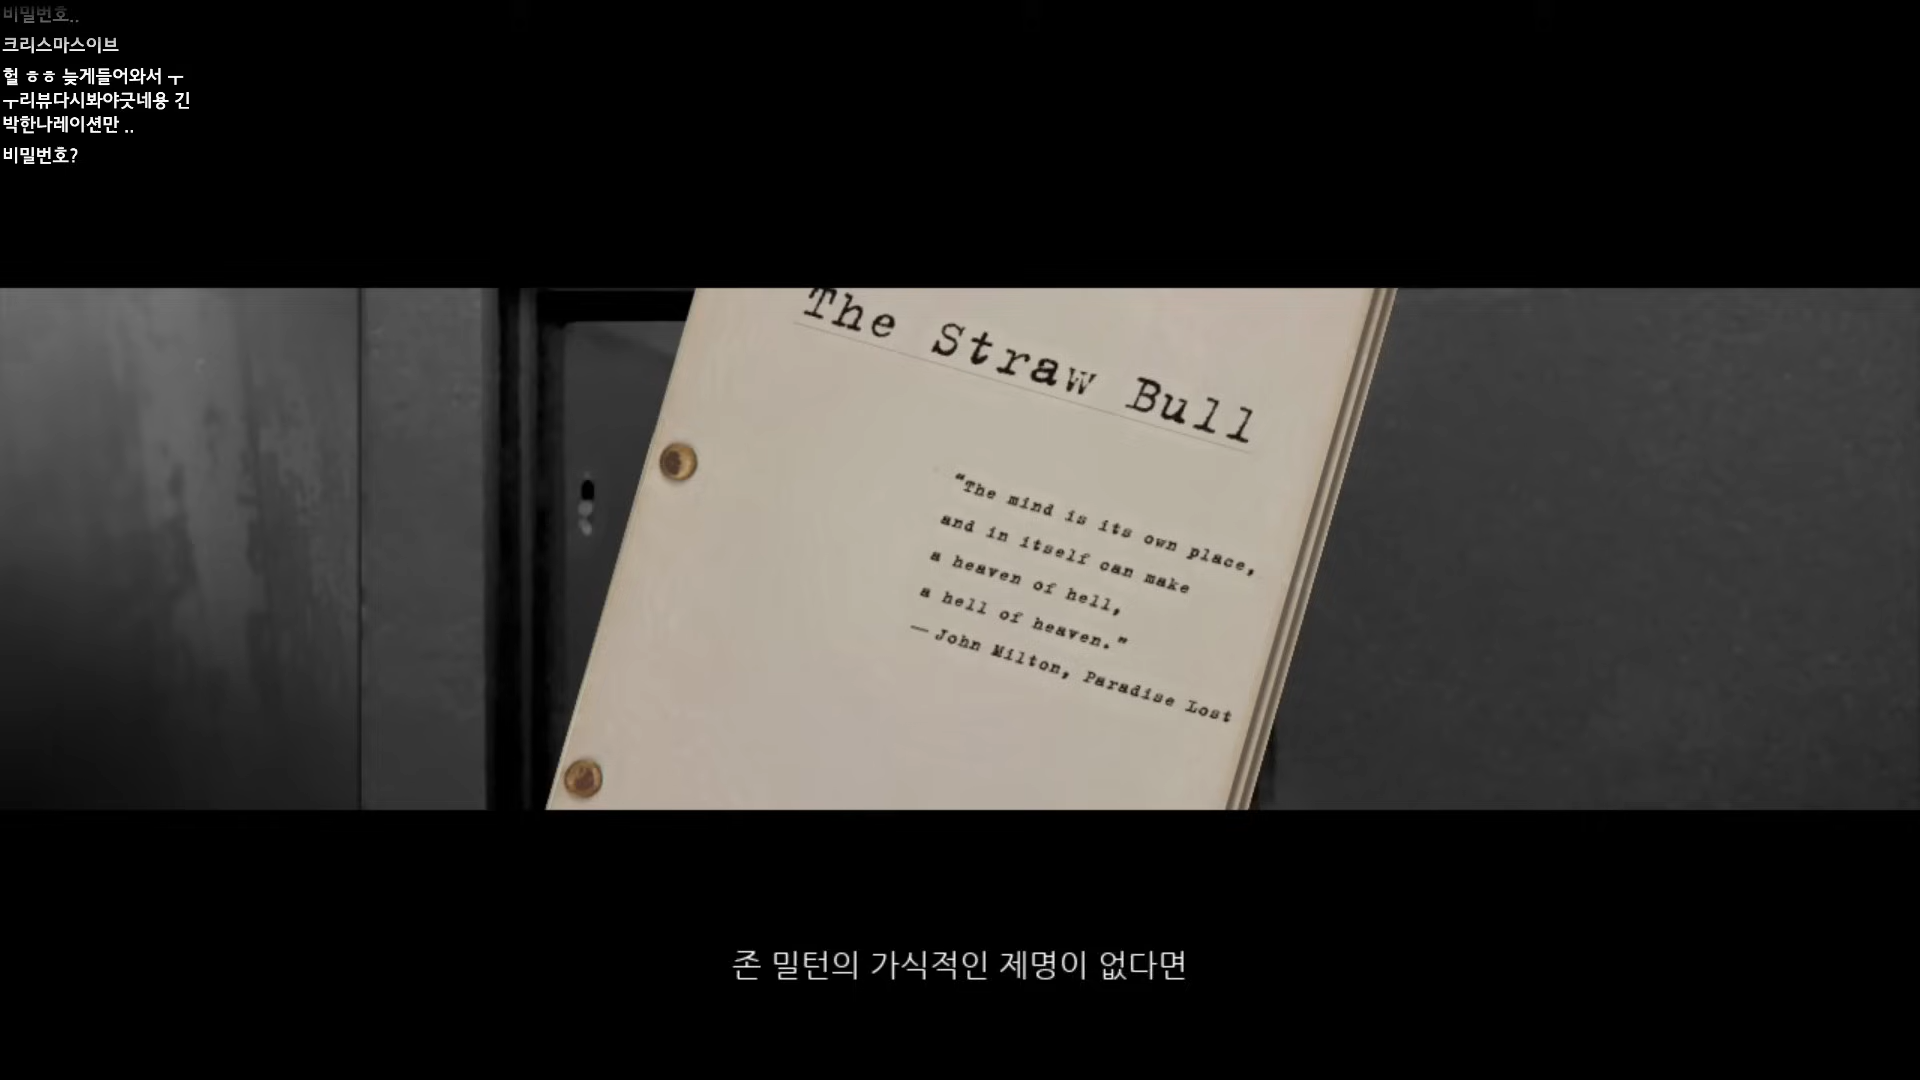 비밀번호..
크리스마스이브
헐 ㅎㅎ 늦게들어와서 ㅜ
ㅜ리뷰다시봐야긋네용 긴
박한나레이션만 ..
비밀번호?
The Straw Bull
"The mind is its own place,
and in itself can make
a heaven of hell,
a hell of heaven."
— John Milton, Paradise Lost
존 밀턴의 가식적인 제명이 없다면